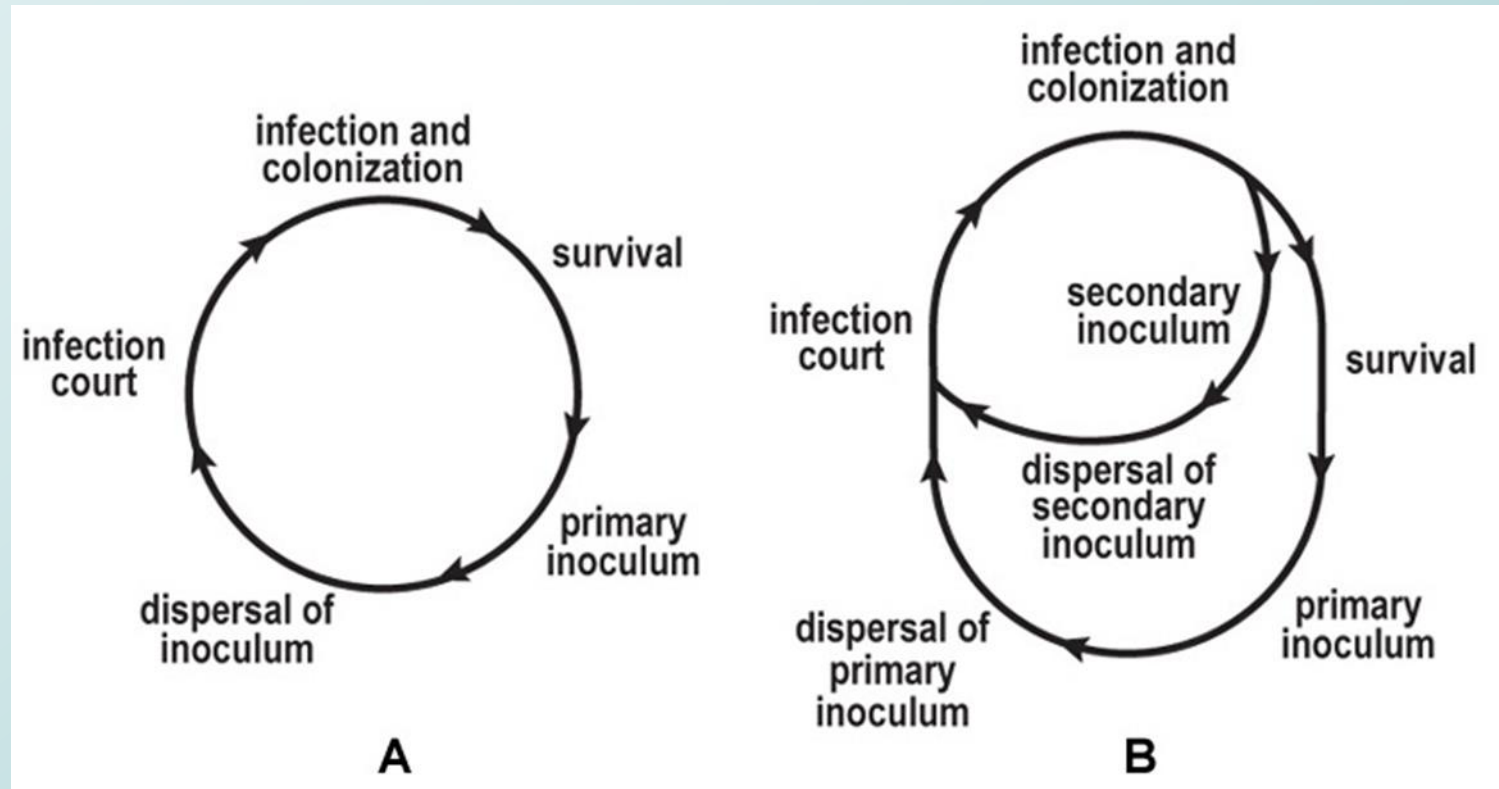 infection and
colonization
survival
infection
court
primary
inoculum
dispersal of
inoculum
A
infection and
colonization
secondary
inoculum
infection
court
survival
dispersal of
secondary
inoculum
primary
inoculum
dispersal of
primary
inoculum
B